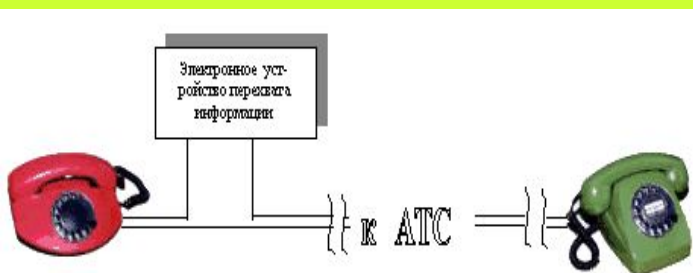 Электронное уст-
ройство перехвата
информации
к АТС